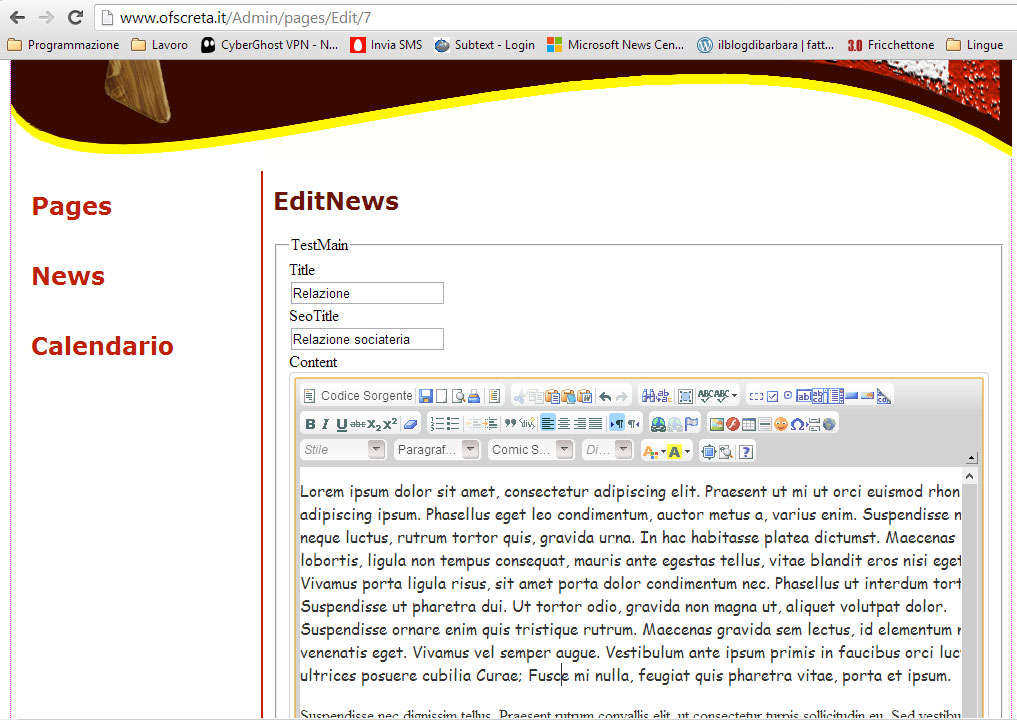 www.ofscreta.it/Admin/pages/Edit/7
Programmazione Lavoro CyberGhost VPN - N... Invia SMS Subtext - Login Microsoft News Cen... ilblogdibarbara | fatt... 3.0 Fricchettone Lingue
Pages
News
Calendario
EditNews
TestMain
Title
Relazione
SeoTitle
Relazione sociateria
Content
Codice Sorgente
Stile Paragraf... Comic S... Di...
Lorem ipsum dolor sit amet, consectetur adipiscing elit. Praesent ut mi ut orci euismod rhon
adipiscing ipsum. Phasellus eget leo condimentum, auctor metus a, varius enim. Suspendisse n
neque luctus, rutrum tortor quis, gravida urna. In hac habitasse platea dictumst. Maecenas
lobortis, ligula non tempus consequat, mauris ante egestas tellus, vitae blandit eros nisi eget
Vivamus porta ligula risus, sit amet porta dolor condimentum nec. Phasellus ut interdum tort
Suspendisse ut pharetra dui. Ut tortor odio, gravida non magna ut, aliquet volutpat dolor.
Suspendisse ornare enim quis tristique rutrum. Maecenas gravida sem lectus, id elementum n
venenatis eget. Vivamus vel semper augue. Vestibulum ante ipsum primis in faucibus orci luc
ultrices posuere cubilia Curae; Fusce mi nulla, feugiat quis pharetra vitae, porta et ipsum.
Suspendisse nec dignissim tellus. Praesent rutrum convallis elit, ut consectetur turpis sollicitudin eu. Sed vestibu